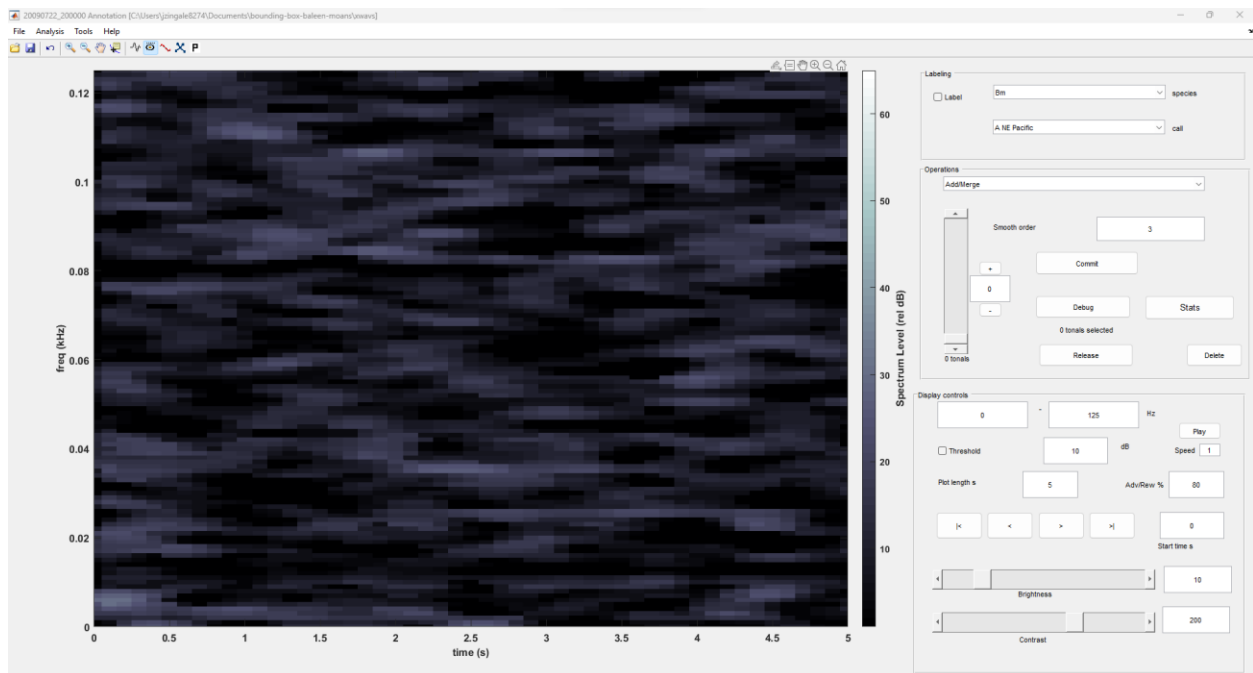 20090722_200000 Annotation [C:\Users\jzingale8274\Documents\bounding-box-baleen-moans\xwavs]
File Analysis Tools Help
P
0.12
0.1
0.08
0.06
0.04
0.02
0
freq (kHz)
0 0.5 1 1.5 2 2.5 3 3.5 4 4.5 5
time (s)
60
50
40
30
20
10
Spectrum Level (rel dB)
Labeling
Label
Bm
species
A NE Pacific
call
Operations
Add/Merge
Smooth order
3
+
Commit
0
-
Debug
Stats
0 tonals selected
0 tonals
Release
Delete
Display controls
0 - 125 Hz
Play
Threshold
10
dB
Speed 1
Plot length s
5
Adv/Rew %
80
|< < > >|
0
Start time s
10
Brightness
200
Contrast